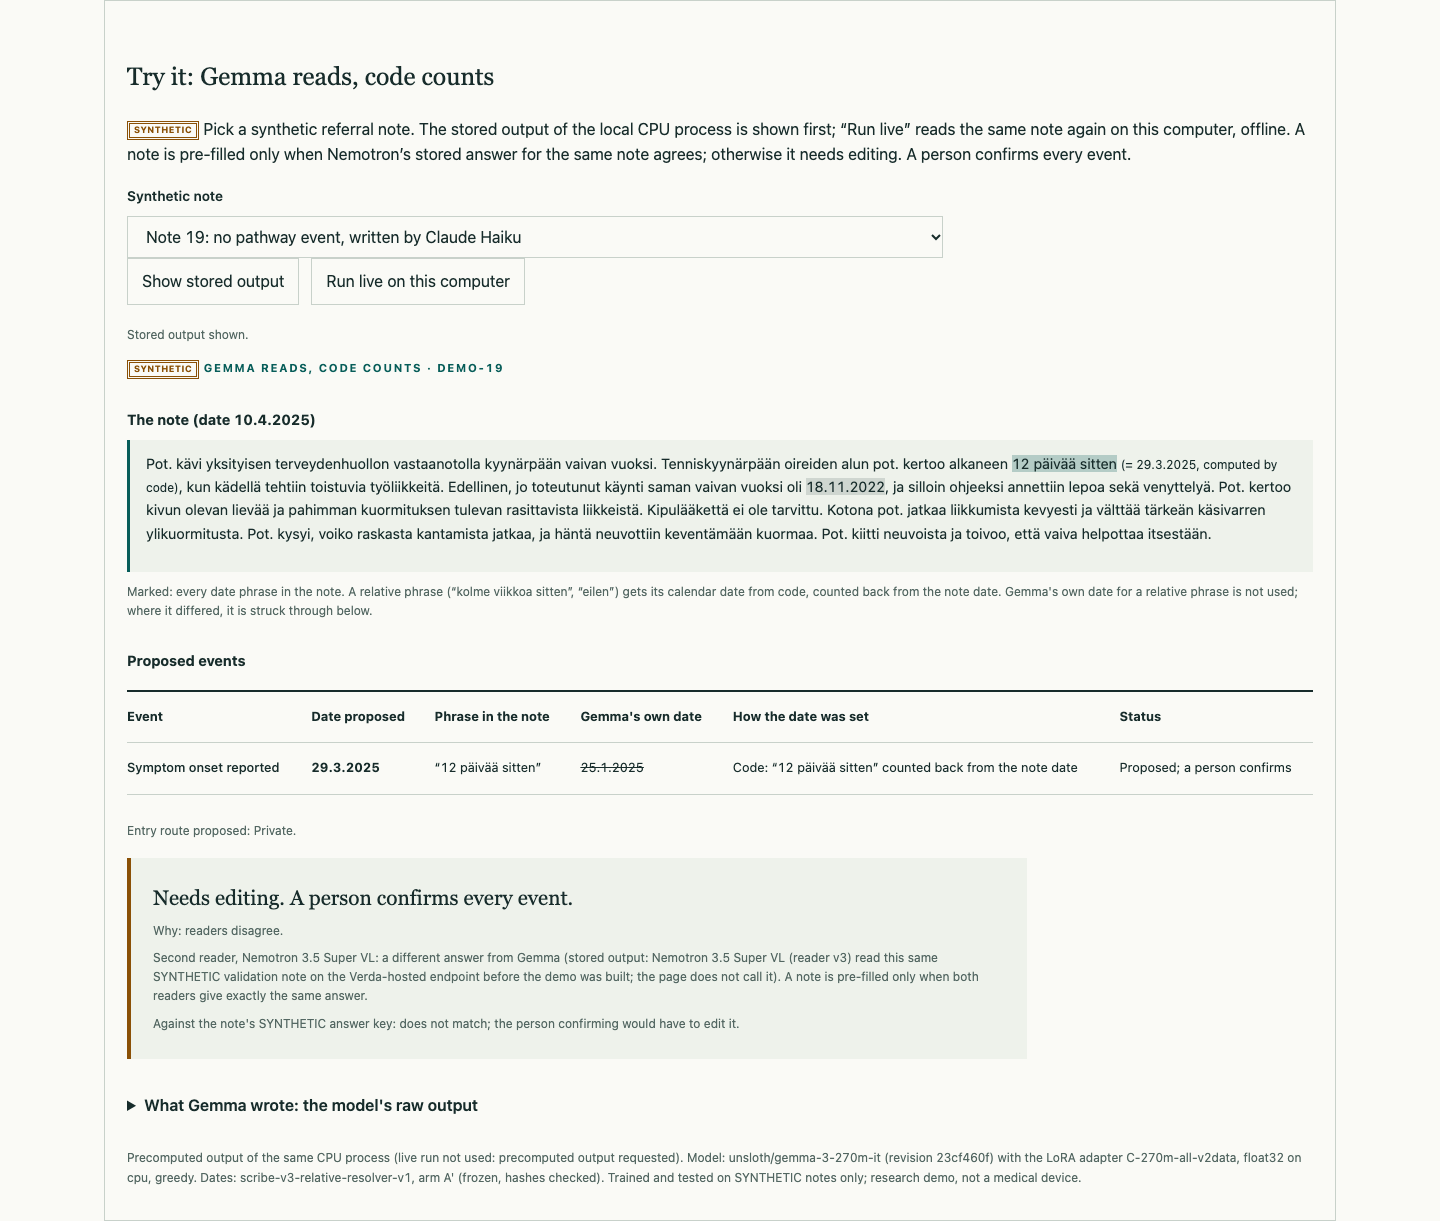 Try it: Gemma reads, code counts
SYNTHETIC Pick a synthetic referral note. The stored output of the local CPU process is shown first; “Run live” reads the same note again on this computer, offline. A
note is pre-filled only when Nemotron’s stored answer for the same note agrees; otherwise it needs editing. A person confirms every event.
Synthetic note
Note 19: no pathway event, written by Claude Haiku
Show stored output Run live on this computer
Stored output shown.
SYNTHETIC GEMMA READS, CODE COUNTS · DEMO-19
The note (date 10.4.2025)
Pot. kävi yksityisen terveydenhuollon vastaanotolla kyynärpään vaivan vuoksi. Tenniskyynärpään oireiden alun pot. kertoo alkaneen 12 päivää sitten (= 29.3.2025, computed by
code), kun kädellä tehtiin toistuvia työliikkeitä. Edellinen, jo toteutunut käynti saman vaivan vuoksi oli 18.11.2022, ja silloin ohjeeksi annettiin lepoa sekä venyttelyä. Pot. kertoo
kivun olevan lievää ja pahimman kuormituksen tulevan rasittavista liikkeistä. Kipulääkettä ei ole tarvittu. Kotona pot. jatkaa liikkumista kevyesti ja välttää tärkeän käsivarren
ylikuormitusta. Pot. kysyi, voiko raskasta kantamista jatkaa, ja häntä neuvottiin keventämään kuormaa. Pot. kiitti neuvoista ja toivoo, että vaiva helpottaa itsestään.
Marked: every date phrase in the note. A relative phrase (“kolme viikkoa sitten”, “eilen”) gets its calendar date from code, counted back from the note date. Gemma's own date for a relative phrase is not used;
where it differed, it is struck through below.
Proposed events
Event Date proposed Phrase in the note Gemma's own date How the date was set Status
Symptom onset reported 29.3.2025 “12 päivää sitten” 25.1.2025 Code: “12 päivää sitten” counted back from the note date Proposed; a person confirms
Entry route proposed: Private.
Needs editing. A person confirms every event.
Why: readers disagree.
Second reader, Nemotron 3.5 Super VL: a different answer from Gemma (stored output: Nemotron 3.5 Super VL (reader v3) read this same
SYNTHETIC validation note on the Verda-hosted endpoint before the demo was built; the page does not call it). A note is pre-filled only when both
readers give exactly the same answer.
Against the note's SYNTHETIC answer key: does not match; the person confirming would have to edit it.
What Gemma wrote: the model's raw output
Precomputed output of the same CPU process (live run not used: precomputed output requested). Model: unsloth/gemma-3-270m-it (revision 23cf460f) with the LoRA adapter C-270m-all-v2data, float32 on
cpu, greedy. Dates: scribe-v3-relative-resolver-v1, arm A' (frozen, hashes checked). Trained and tested on SYNTHETIC notes only; research demo, not a medical device.